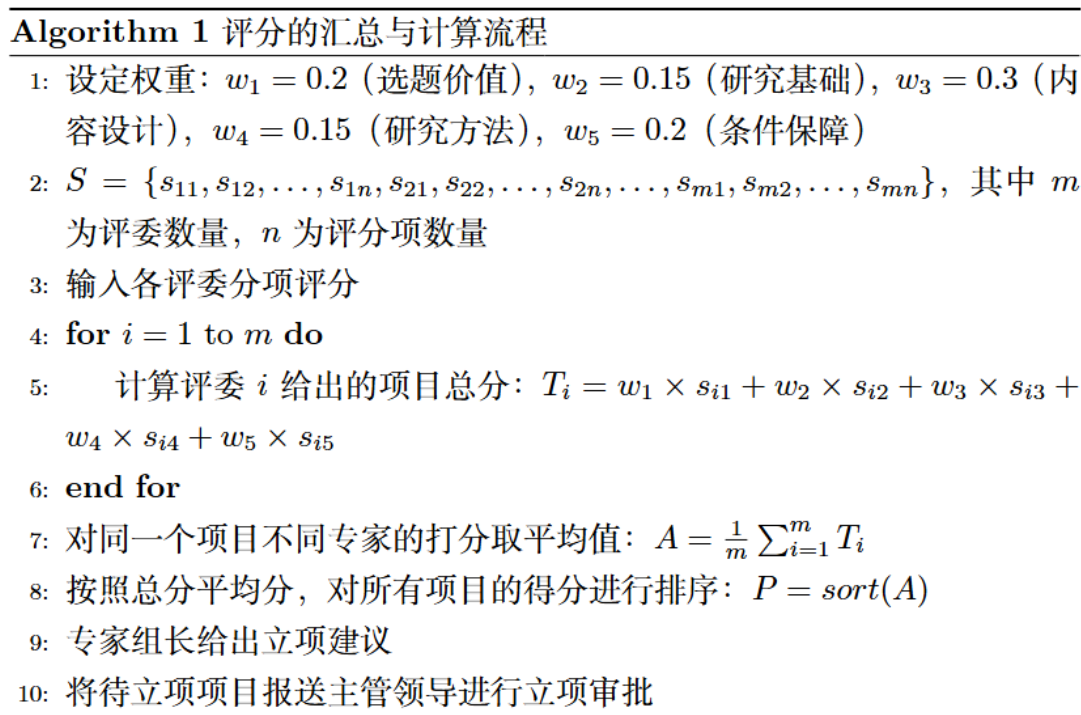 Algorithm 1 评分的汇总与计算流程
1: 设定权重：w₁ = 0.2（选题价值），w₂ = 0.15（研究基础），w₃ = 0.3（内
容设计），w₄ = 0.15（研究方法），w₅ = 0.2（条件保障）
2: S = {s₁₁, s₁₂, . . . , s₁ₙ, s₂₁, s₂₂, . . . , s₂ₙ, . . . , sₘ₁, sₘ₂, . . . , sₘₙ}，其中 m
为评委数量，n 为评分项数量
3: 输入各评委分项评分
4: for i = 1 to m do
5: 计算评委 i 给出的项目总分：Tᵢ = w₁ × sᵢ₁ + w₂ × sᵢ₂ + w₃ × sᵢ₃ +
w₄ × sᵢ₄ + w₅ × sᵢ₅
6: end for
7: 对同一个项目不同专家的打分取平均值：A = \frac{1}{m} \sum_{i=1}^{m} Tᵢ
8: 按照总分平均分，对所有项目的得分进行排序：P = sort(A)
9: 专家组长给出立项建议
10: 将待立项项目报送主管领导进行立项审批